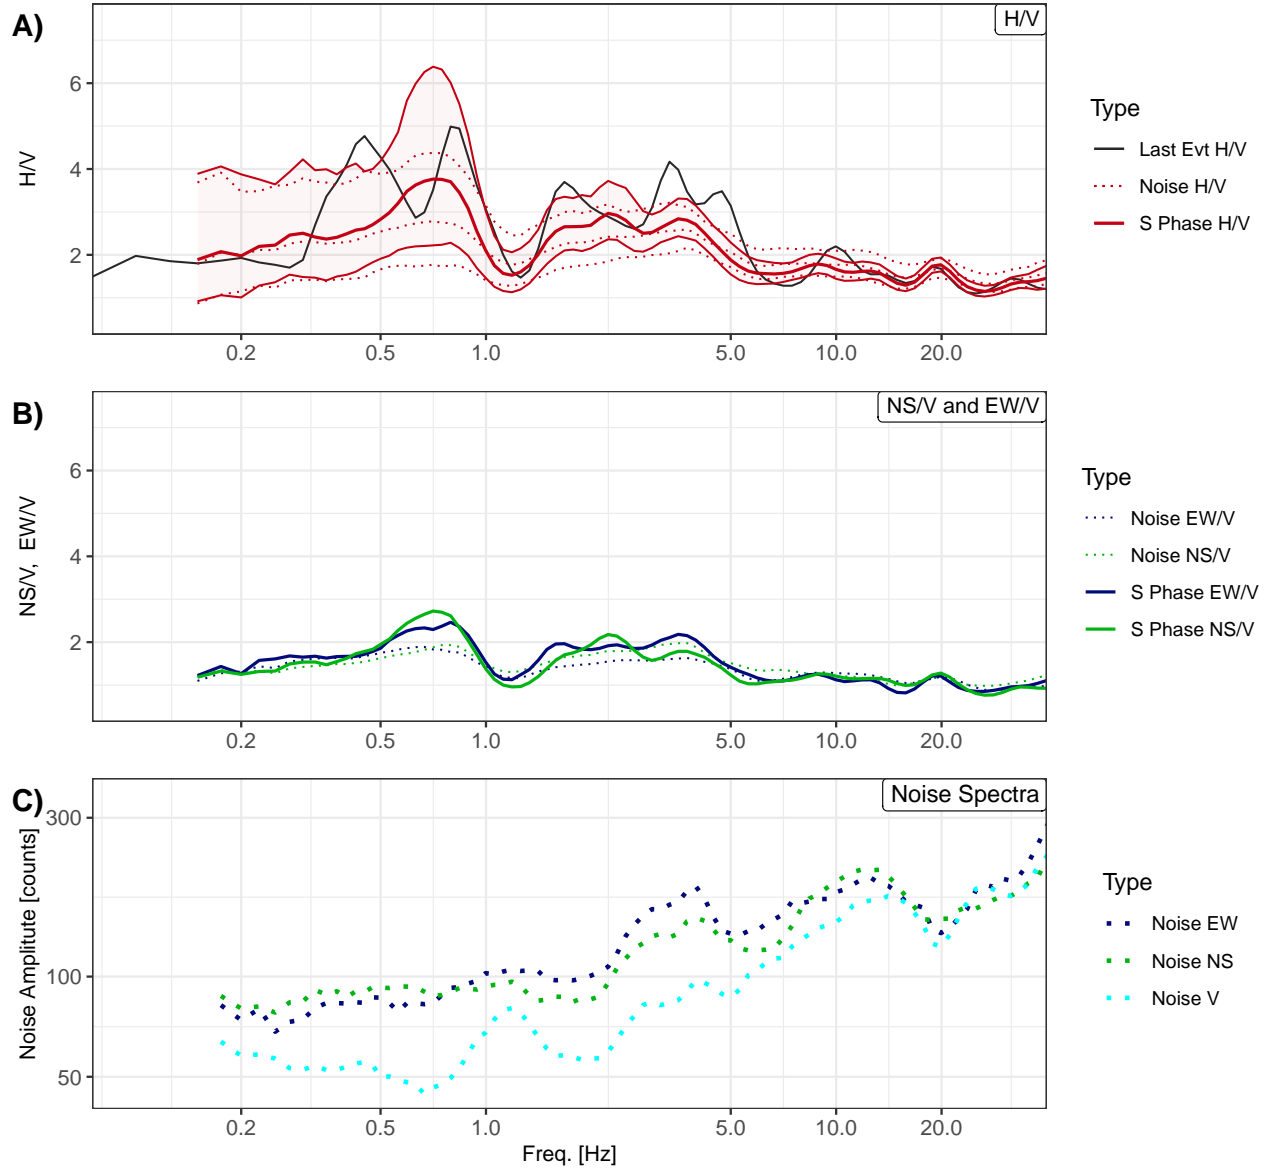 A)
H/V
H/V
6
4
2
0.2 0.5 1.0 5.0 10.0 20.0
Type
Last Evt H/V
Noise H/V
S Phase H/V
B)
NS/V and EW/V
NS/V, EW/V
6
4
2
0.2 0.5 1.0 5.0 10.0 20.0
Type
Noise EW/V
Noise NS/V
S Phase EW/V
S Phase NS/V
C)
Noise Spectra
Noise Amplitute [counts]
300
100
50
0.2 0.5 1.0 5.0 10.0 20.0
Freq. [Hz]
Type
Noise EW
Noise NS
Noise V